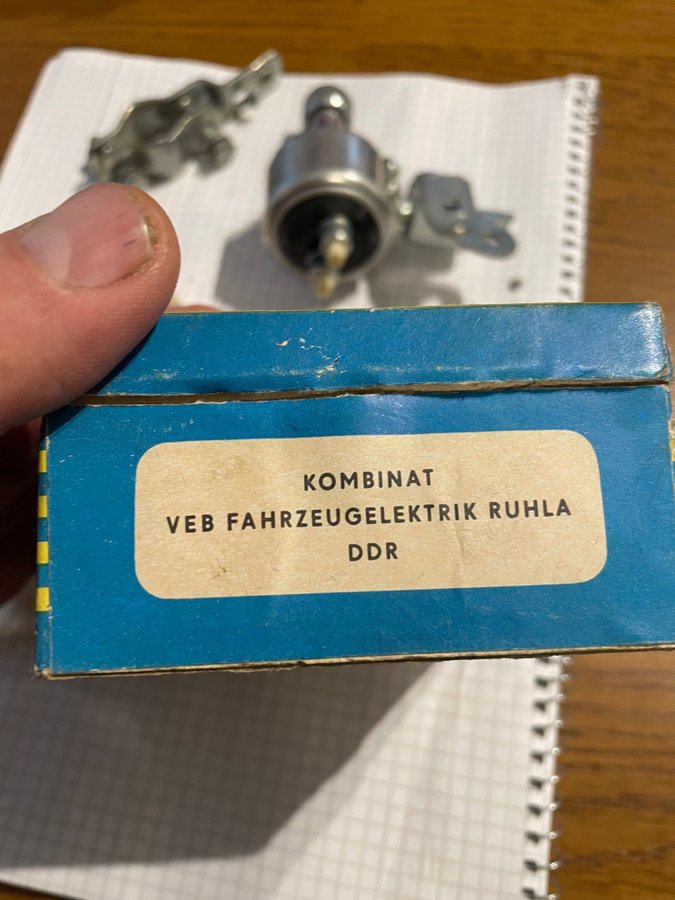 KOMBINAT
VEB FAHRZEUGELEKTRIK RUHLA
DDR